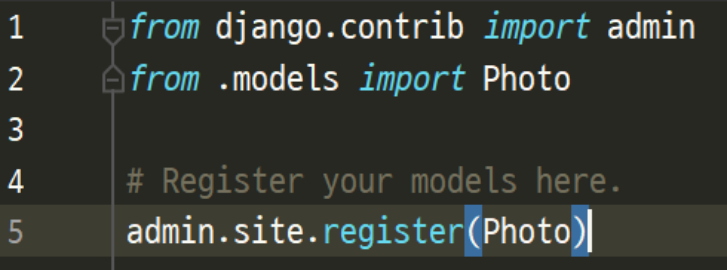 1 from django.contrib import admin
2 from .models import Photo
3
4 # Register your models here.
5 admin.site.register(Photo)